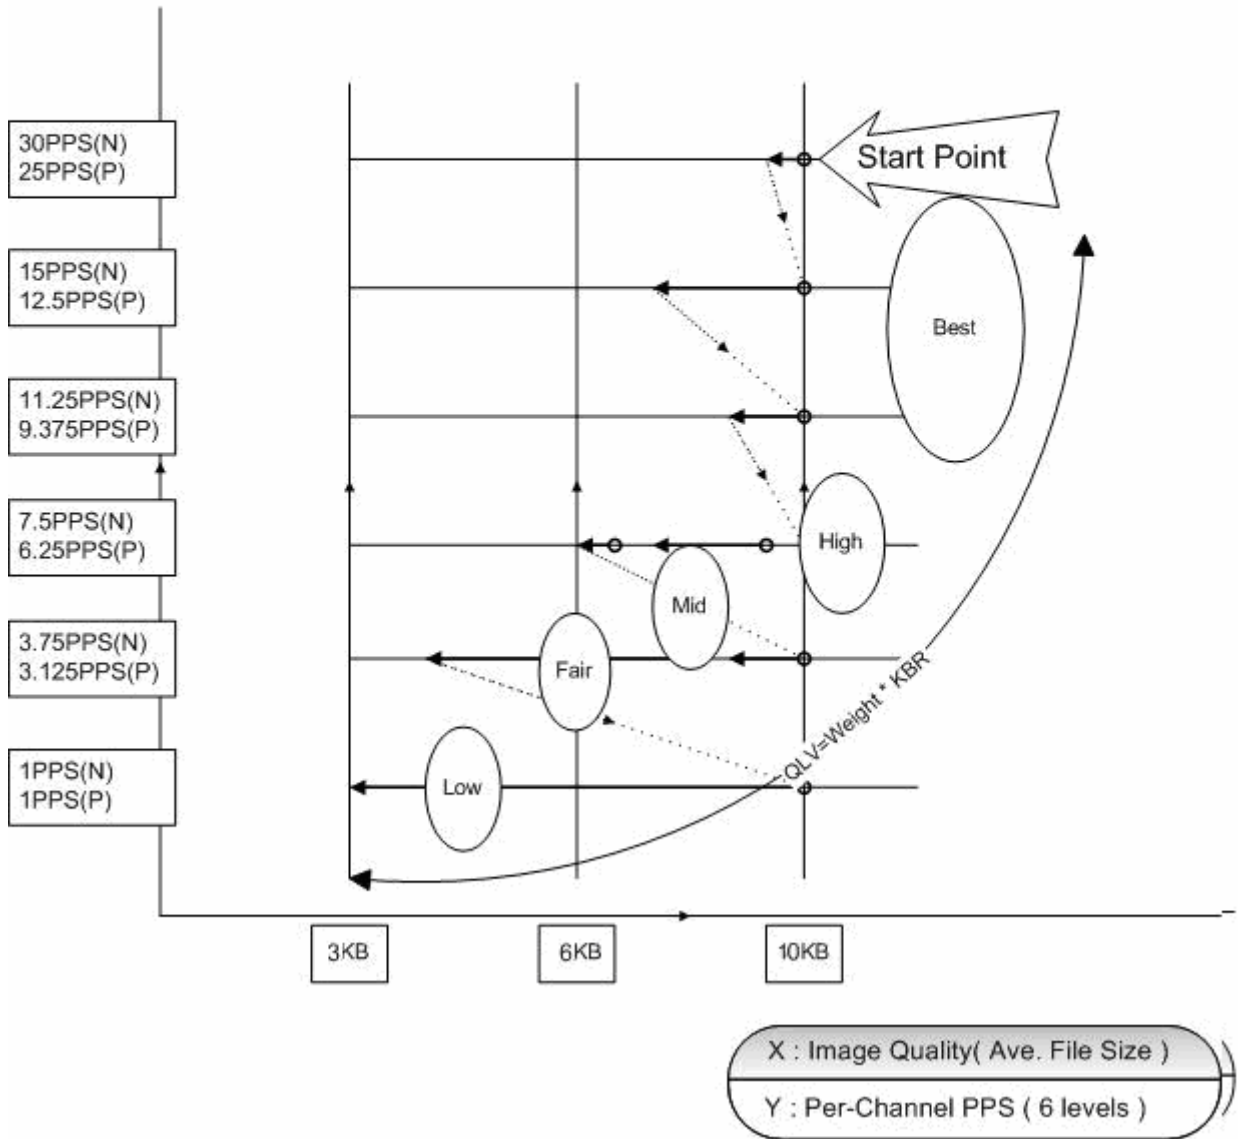 30PPS(N)
25PPS(P)
Start Point
15PPS(N)
12.5PPS(P)
Best
11.25PPS(N)
9.375PPS(P)
7.5PPS(N)
6.25PPS(P)
High
Mid
3.75PPS(N)
3.125PPS(P)
Fair
QLV=Weight * KBR
1PPS(N)
1PPS(P)
Low
3KB
6KB
10KB
X : Image Quality( Ave. File Size )
Y : Per-Channel PPS ( 6 levels )